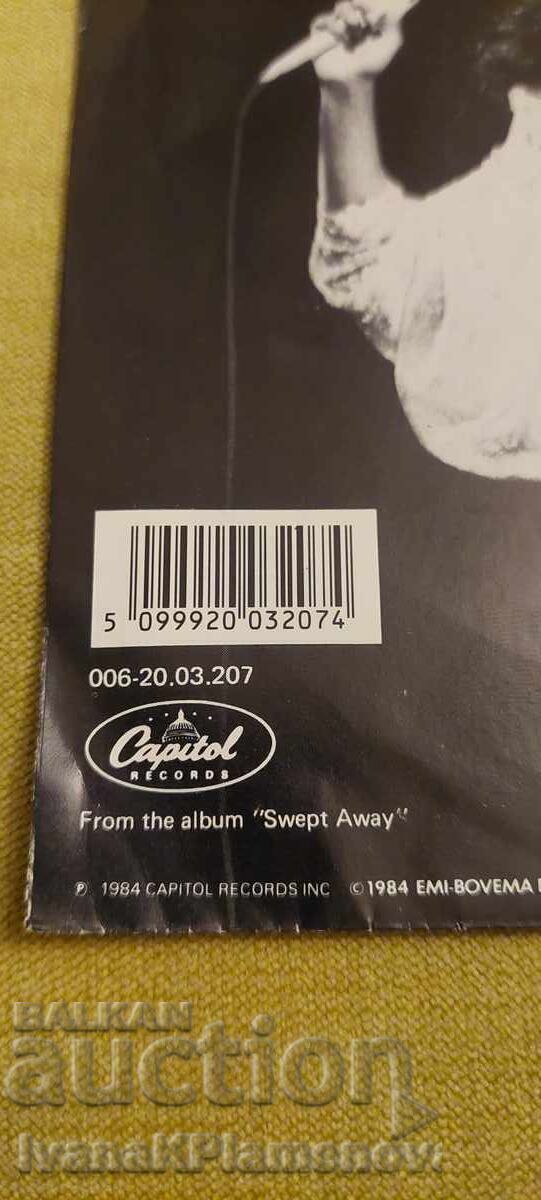 5 099920 032074
006-20.03.207
Capitol
RECORDS
From the album "Swept Away"
℗ 1984 CAPITOL RECORDS INC © 1984 EMI-BOVEMA
BALKAN
auction
IvanaKPlamenova